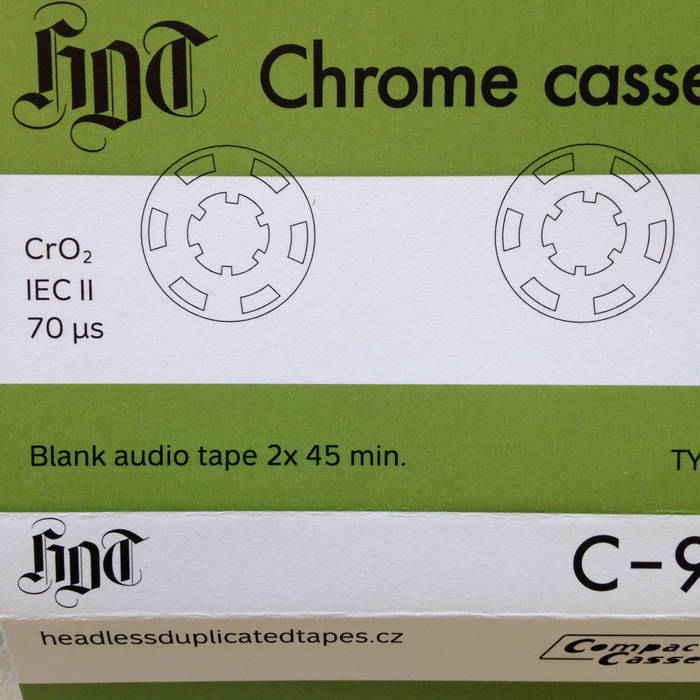 HDT
Chrome casse
CrO₂
IEC II
70 µs
Blank audio tape 2x 45 min.
TY
HDT
C-9
headlessduplicatedtapes.cz
Compac
Casse